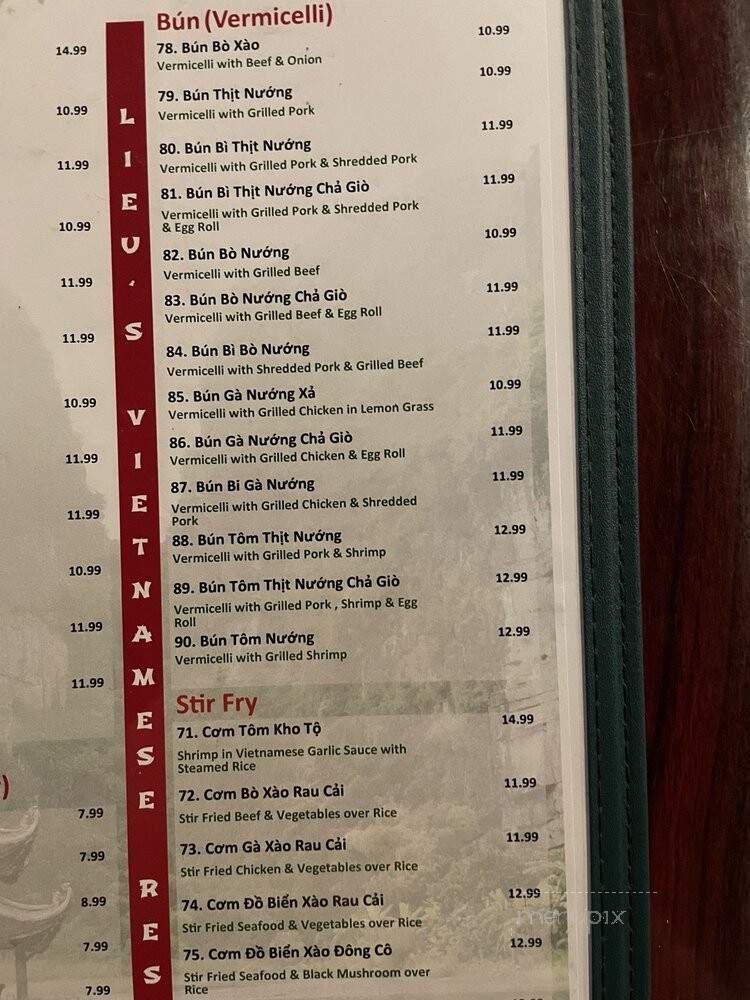 14.99
10.99
11.99
10.99
11.99
11.99
10.99
11.99
11.99
10.99
11.99
11.99
)
7.99
7.99
8.99
7.99
7.99
LIEU'S VIETNAMESE RES
Bún (Vermicelli)
78. Bún Bò Xào 10.99
Vermicelli with Beef & Onion
79. Bún Thịt Nướng 10.99
Vermicelli with Grilled Pork
80. Bún Bì Thịt Nướng 11.99
Vermicelli with Grilled Pork & Shredded Pork
81. Bún Bì Thịt Nướng Chả Giò 11.99
Vermicelli with Grilled Pork & Shredded Pork
& Egg Roll
82. Bún Bò Nướng 10.99
Vermicelli with Grilled Beef
83. Bún Bò Nướng Chả Giò 11.99
Vermicelli with Grilled Beef & Egg Roll
84. Bún Bì Bò Nướng 11.99
Vermicelli with Shredded Pork & Grilled Beef
85. Bún Gà Nướng Xả 10.99
Vermicelli with Grilled Chicken in Lemon Grass
86. Bún Gà Nướng Chả Giò 11.99
Vermicelli with Grilled Chicken & Egg Roll
87. Bún Bi Gà Nướng 11.99
Vermicelli with Grilled Chicken & Shredded
Pork
88. Bún Tôm Thịt Nướng 12.99
Vermicelli with Grilled Pork & Shrimp
89. Bún Tôm Thịt Nướng Chả Giò 12.99
Vermicelli with Grilled Pork , Shrimp & Egg
Roll
90. Bún Tôm Nướng 12.99
Vermicelli with Grilled Shrimp
Stir Fry
71. Cơm Tôm Kho Tộ 14.99
Shrimp in Vietnamese Garlic Sauce with
Steamed Rice
72. Cơm Bò Xào Rau Cải 11.99
Stir Fried Beef & Vegetables over Rice
73. Cơm Gà Xào Rau Cải 11.99
Stir Fried Chicken & Vegetables over Rice
74. Cơm Đồ Biển Xào Rau Cải 12.99
Stir Fried Seafood & Vegetables over Rice
75. Cơm Đồ Biển Xào Đông Cô 12.99
Stir Fried Seafood & Black Mushroom over
Rice
menupix